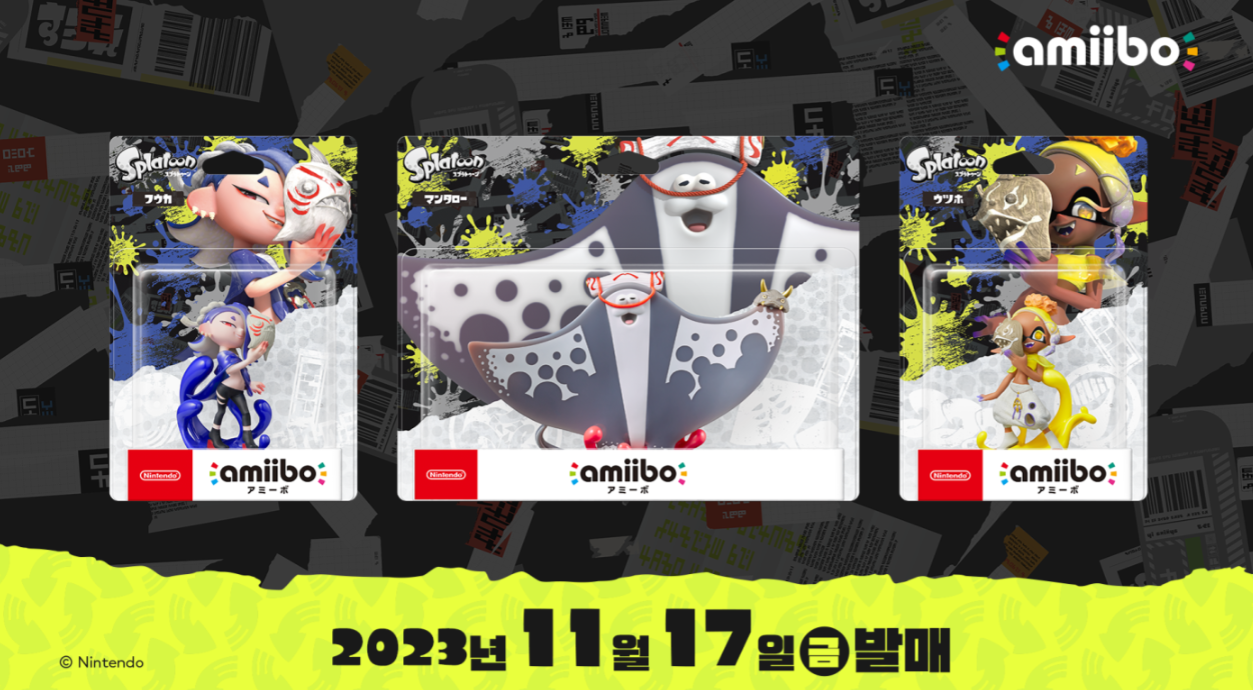 amiibo
Splatoon
スプラトゥーン
フウカ
Nintendo
amiibo
アミーボ
Splatoon
スプラトゥーン
マンタロー
Nintendo
amiibo
アミーボ
Splatoon
スプラトゥーン
ウツホ
Nintendo
amiibo
アミーボ
© Nintendo
2023년 11월 17일 금 발매